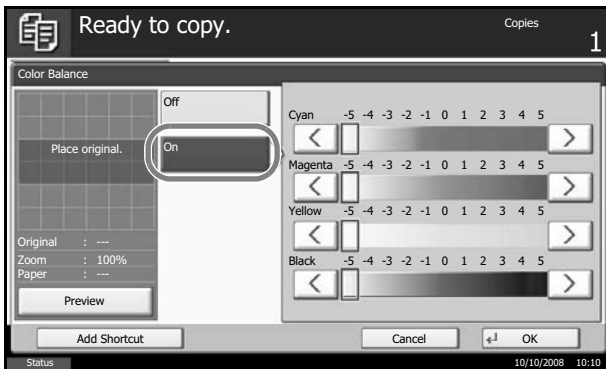 Ready to copy.
Copies
1
Color Balance
Place original.
Original : ---
Zoom : 100%
Paper : ---
Preview
Off
On
Cyan -5 -4 -3 -2 -1 0 1 2 3 4 5
Magenta -5 -4 -3 -2 -1 0 1 2 3 4 5
Yellow -5 -4 -3 -2 -1 0 1 2 3 4 5
Black -5 -4 -3 -2 -1 0 1 2 3 4 5
Add Shortcut
Cancel
OK
Status
10/10/2008 10:10